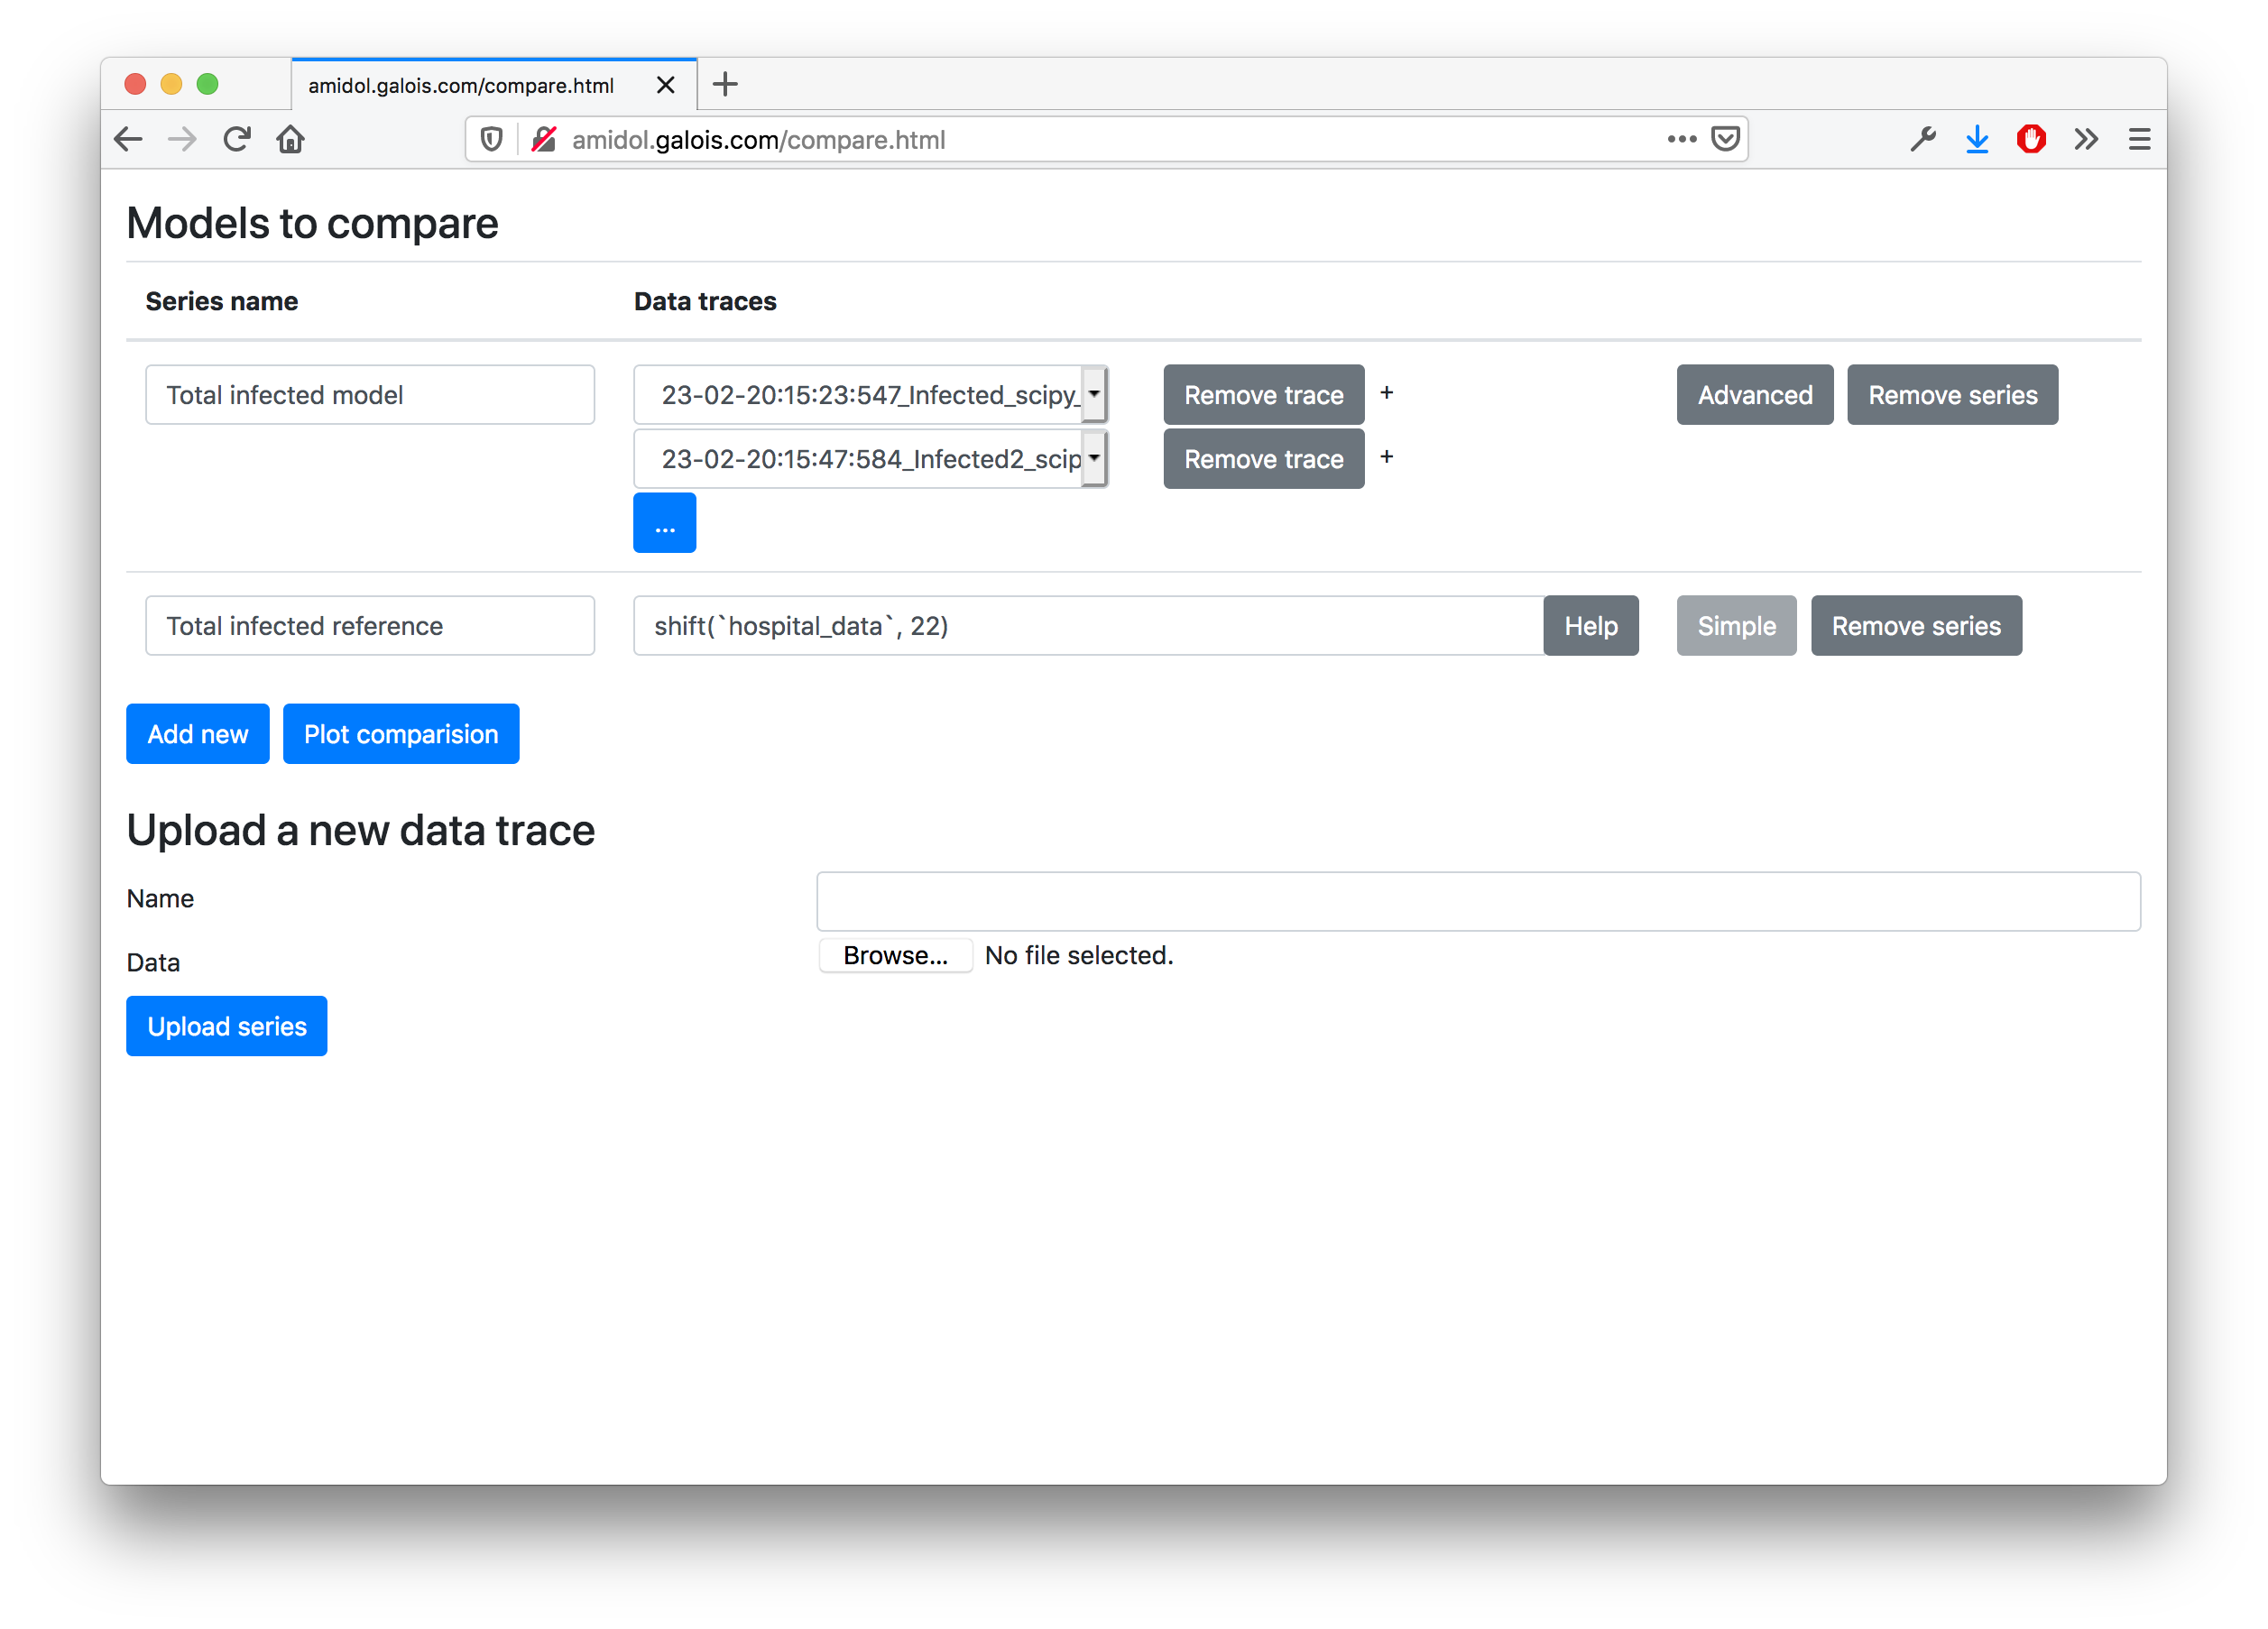 amidol.galois.com/compare.html
amidol.galois.com/compare.html
Models to compare
Series name Data traces
Total infected model 23-02-20:15:23:547_Infected_scipy_ Remove trace + Advanced Remove series
23-02-20:15:47:584_Infected2_scip Remove trace +
...
Total infected reference shift(`hospital_data`, 22) Help Simple Remove series
Add new Plot comparision
Upload a new data trace
Name
Data Browse... No file selected.
Upload series